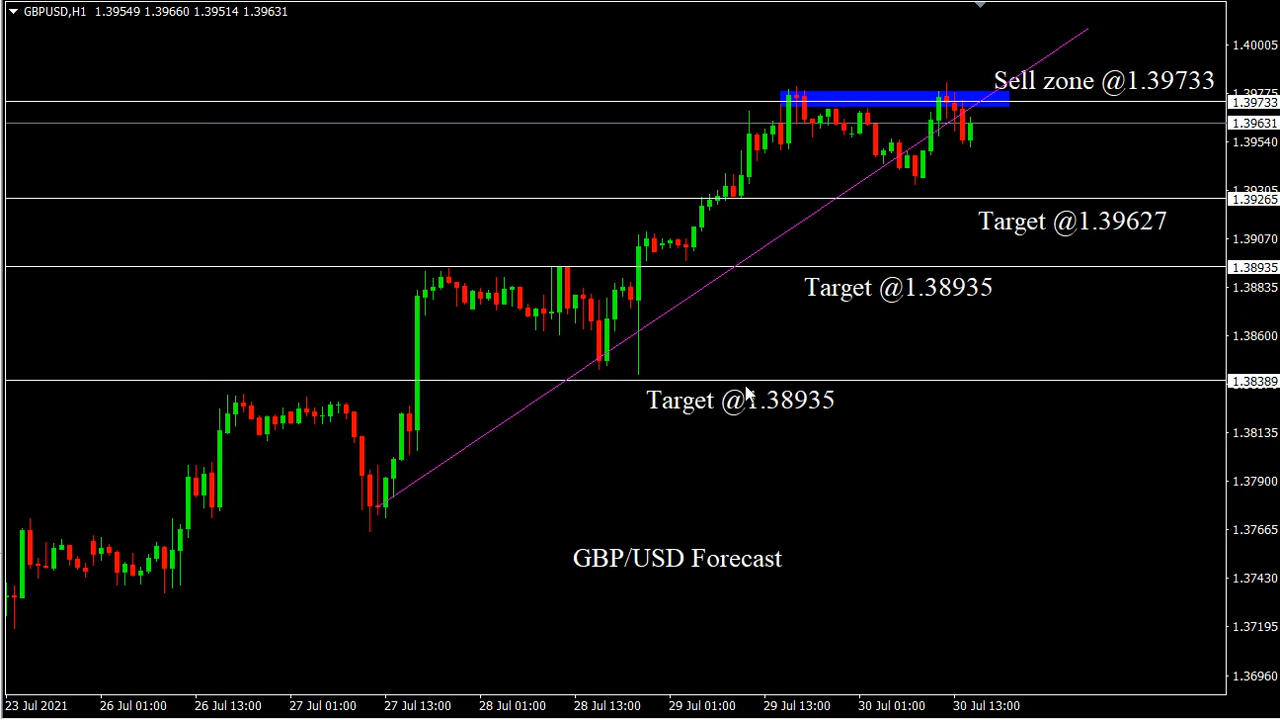 GBPUSD,H1 1.39549 1.39660 1.39514 1.39631
1.40005
Sell zone @1.39733
1.39775
1.39733
1.39631
1.39540
1.39305
1.39265
Target @1.39627
1.39070
1.38935
Target @1.38935
1.38835
1.38600
1.38389
Target @1.38935
1.38135
1.37900
1.37665
GBP/USD Forecast
1.37430
1.37195
1.36960
23 Jul 2021 26 Jul 01:00 26 Jul 13:00 27 Jul 01:00 27 Jul 13:00 28 Jul 01:00 28 Jul 13:00 29 Jul 01:00 29 Jul 13:00 30 Jul 01:00 30 Jul 13:00